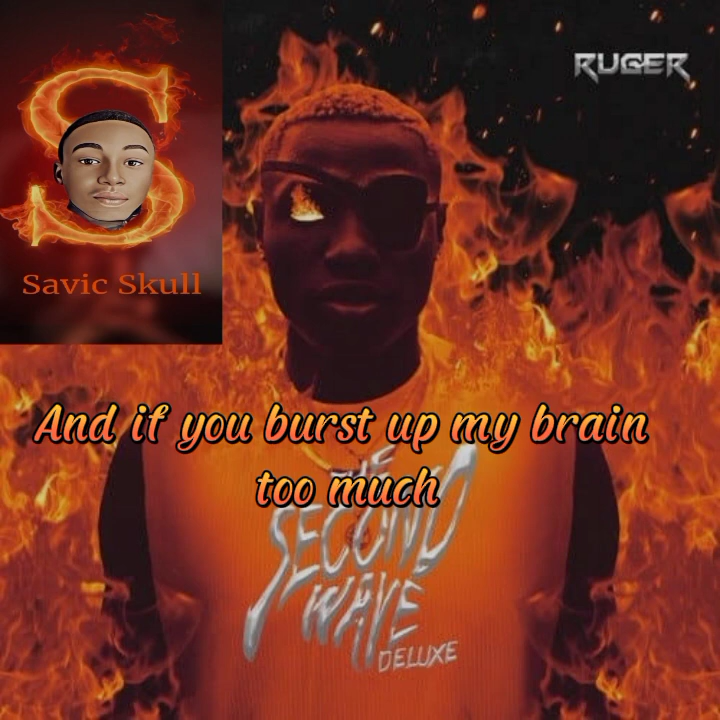 RUGER
Savic Skull
And if you burst up my brain
too much
THE
SECOND
WAVE
DELUXE